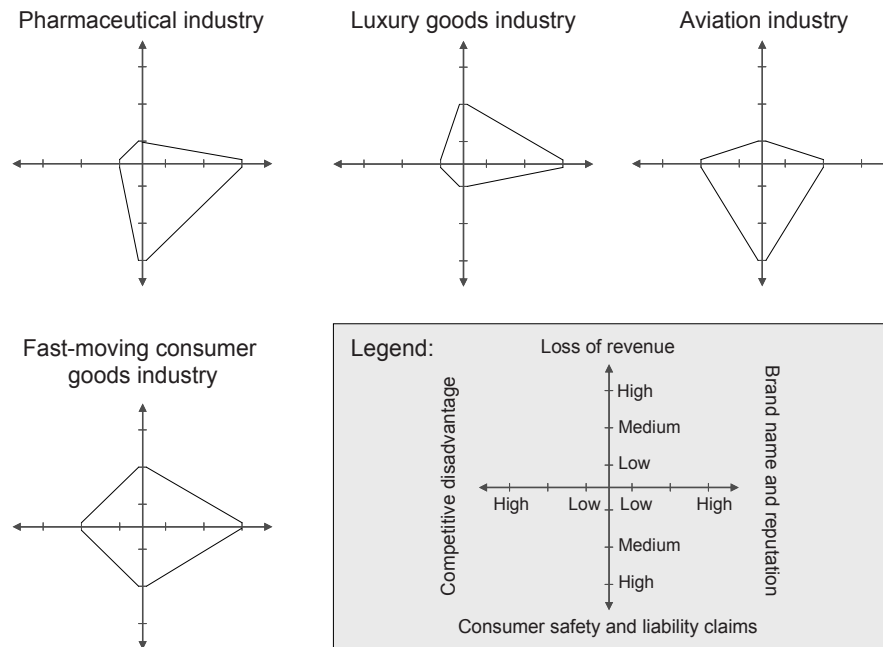 Pharmaceutical industry
Luxury goods industry
Aviation industry
Fast-moving consumer
goods industry
Legend:
Loss of revenue
Competitive disadvantage
Brand name and reputation
High
Medium
Low
High
Low
Low
High
Medium
High
Consumer safety and liability claims